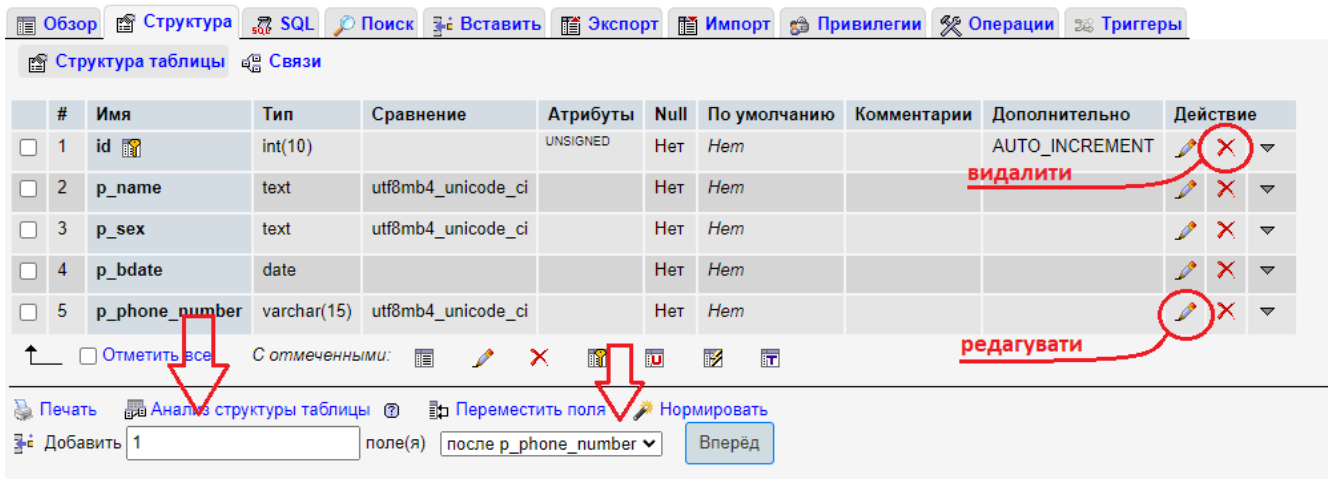 Обзор Структура SQL Поиск Вставить Экспорт Импорт Привилегии Операции Триггеры
Структура таблицы Связи
# Имя Тип Сравнение Атрибуты Null По умолчанию Комментарии Дополнительно Действие
1 id int(10) UNSIGNED Нет Нет AUTO_INCREMENT
видалити
2 p_name text utf8mb4_unicode_ci Нет Нет
3 p_sex text utf8mb4_unicode_ci Нет Нет
4 p_bdate date Нет Нет
5 p_phone_number varchar(15) utf8mb4_unicode_ci Нет Нет
редагувати
Отметить все С отмеченными:
Печать Анализ структуры таблицы Переместить поля Нормировать
Добавить 1 поле(я) после p_phone_number Вперёд